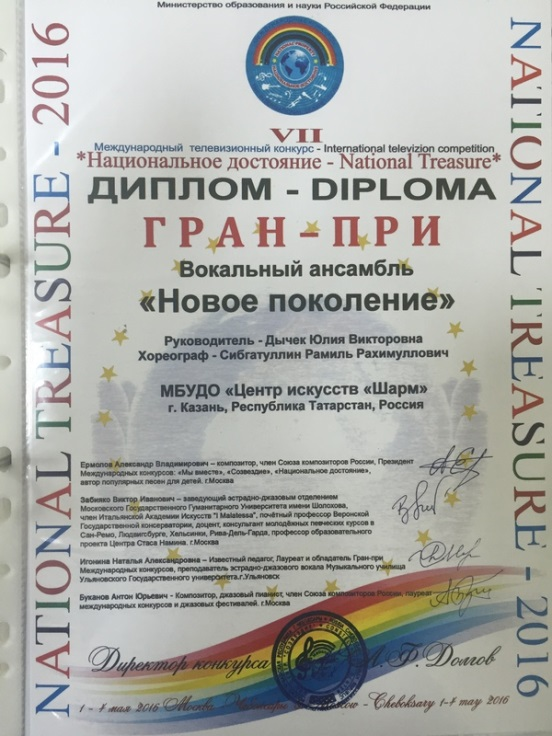 Министерство образования и науки Российской Федерации
VII
Международный телевизионный конкурс - International televizion competition
*Национальное достояние - National Treasure*
ДИПЛОМ - DIPLOMA
ГРАН-ПРИ
Вокальный ансамбль
«Новое поколение»
Руководитель - Дычек Юлия Викторовна
Хореограф - Сибгатуллин Рамиль Рахимуллович
МБУДО «Центр искусств «Шарм»
г. Казань, Республика Татарстан, Россия
Ермолов Александр Владимирович – композитор, член Союза композиторов России, Президент
Международных конкурсов: «Мы вместе», «Созвездие», «Национальное достояние»,
автор популярных песен для детей. г.Москва
Забияко Виктор Иванович – заведующий эстрадно-джазовым отделением
Московского Государственного Гуманитарного Университета имени Шолохова,
член Итальянской Академии Искусств "I Malatesta", почётный профессор Веронской
Государственной консерватории, доцент, консультант молодёжных певческих курсов в
Сан-Ремо, Людвигсбурге, Хельсинки, Рива-Дель-Гарда, профессор образовательного
проекта Центра Стаса Намина. г.Москва
Игонина Наталья Александровна – Известный педагог, Лауреат и обладатель Гран-при
Международных конкурсов, преподаватель эстрадно-джазового вокала Музыкального училища
Ульяновского Государственного университета.г.Ульяновск
Буканов Антон Юрьевич - Композитор, джазовый пианист, член Союза композиторов России, лауреат
международных конкурсов и джазовых фестивалей. г.Москва
Директор конкурса Долгов
1 - 7 мая 2016 Москва - Cheboksary 1-7 may 2016
NATIONAL TREASURE - 2016
NATIONAL TREASURE - 2016